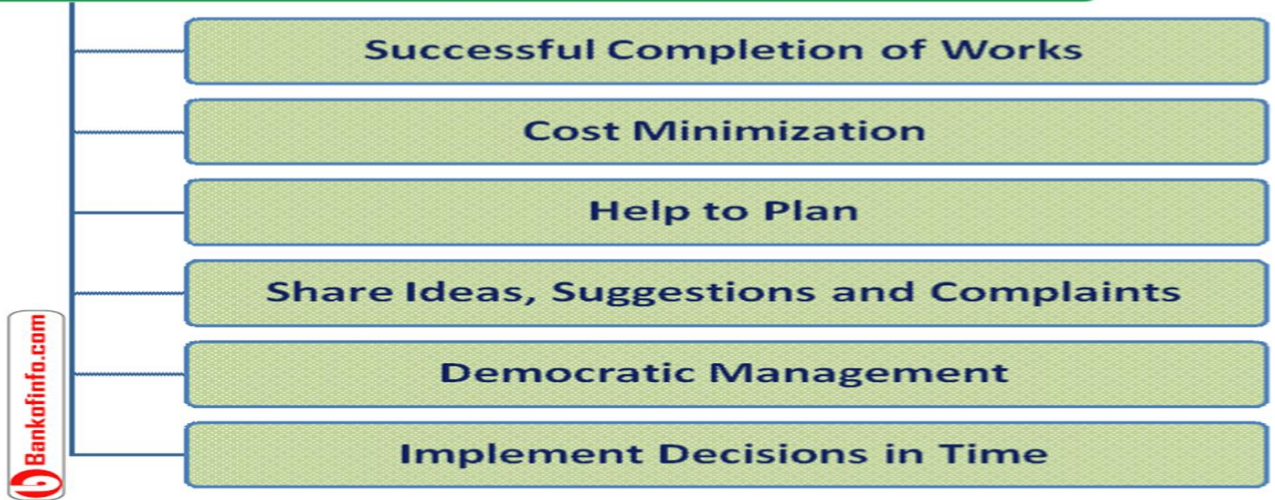 Successful Completion of Works
Cost Minimization
Help to Plan
Share Ideas, Suggestions and Complaints
Democratic Management
Implement Decisions in Time
Bankofinfo.com